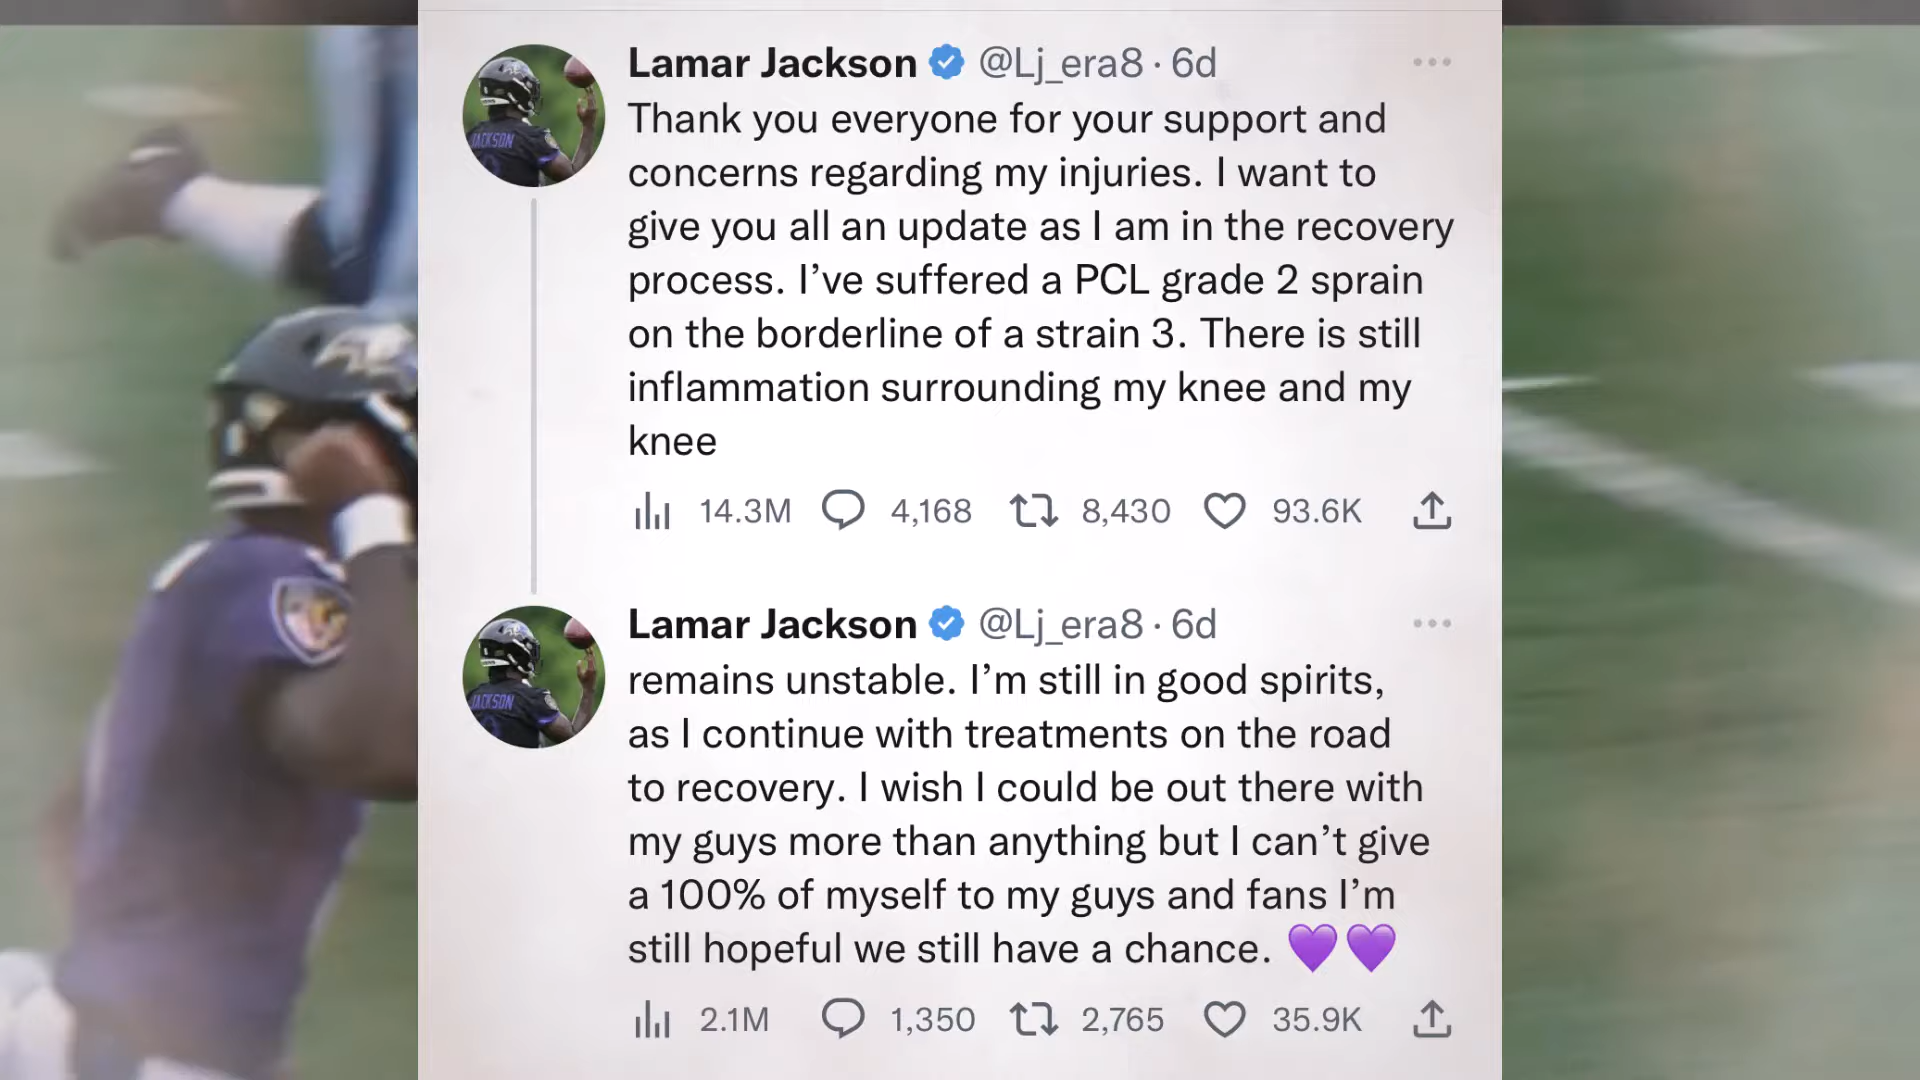 Lamar Jackson @Lj_era8 · 6d
Thank you everyone for your support and
concerns regarding my injuries. I want to
give you all an update as I am in the recovery
process. I’ve suffered a PCL grade 2 sprain
on the borderline of a strain 3. There is still
inflammation surrounding my knee and my
knee
14.3M 4,168 8,430 93.6K
Lamar Jackson @Lj_era8 · 6d
remains unstable. I’m still in good spirits,
as I continue with treatments on the road
to recovery. I wish I could be out there with
my guys more than anything but I can’t give
a 100% of myself to my guys and fans I’m
still hopeful we still have a chance. 💜💜
2.1M 1,350 2,765 35.9K
JACKSON
JACKSON